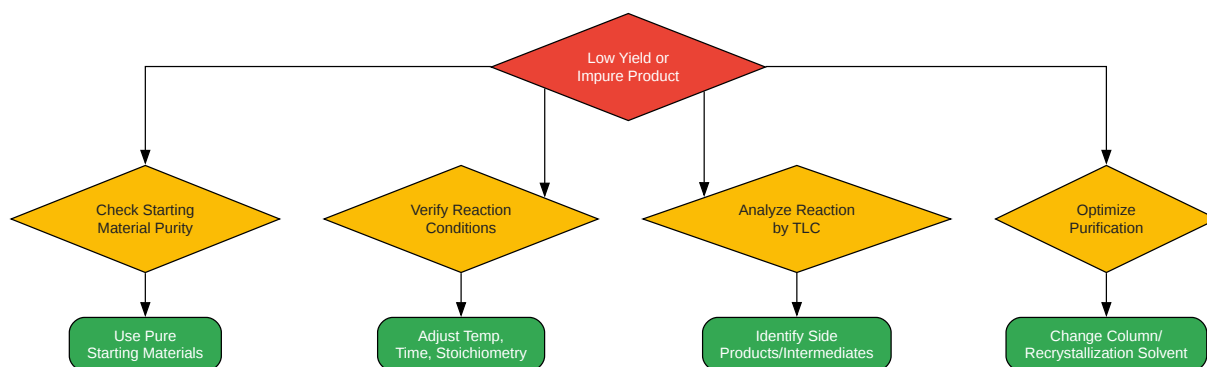 Low Yield or
Impure Product
Check Starting
Material Purity
Verify Reaction
Conditions
Analyze Reaction
by TLC
Optimize
Purification
Use Pure
Starting Materials
Adjust Temp,
Time, Stoichiometry
Identify Side
Products/Intermediates
Change Column/
Recrystallization Solvent